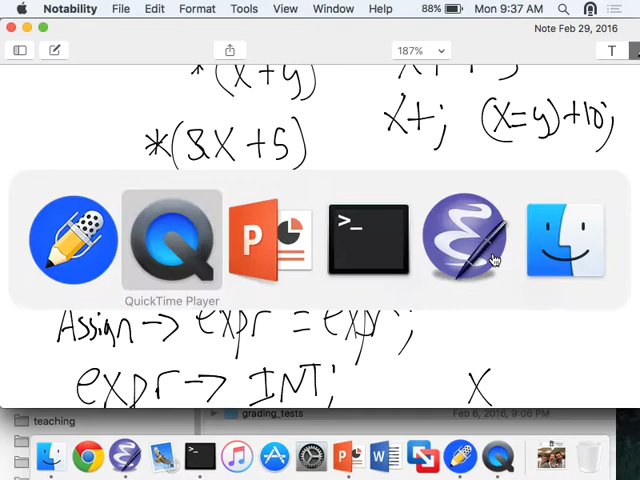 Notability File Edit Format Tools View Window Help 88% Mon 9:37 AM
Note Feb 29, 2016
187% T
*(x+y)
x+; (x=y)+10;
*(&x+5)
QuickTime Player
Assign → expr = expr;
expr → INT; x
teaching grading_tests Feb 6, 2016, 9:06 PM